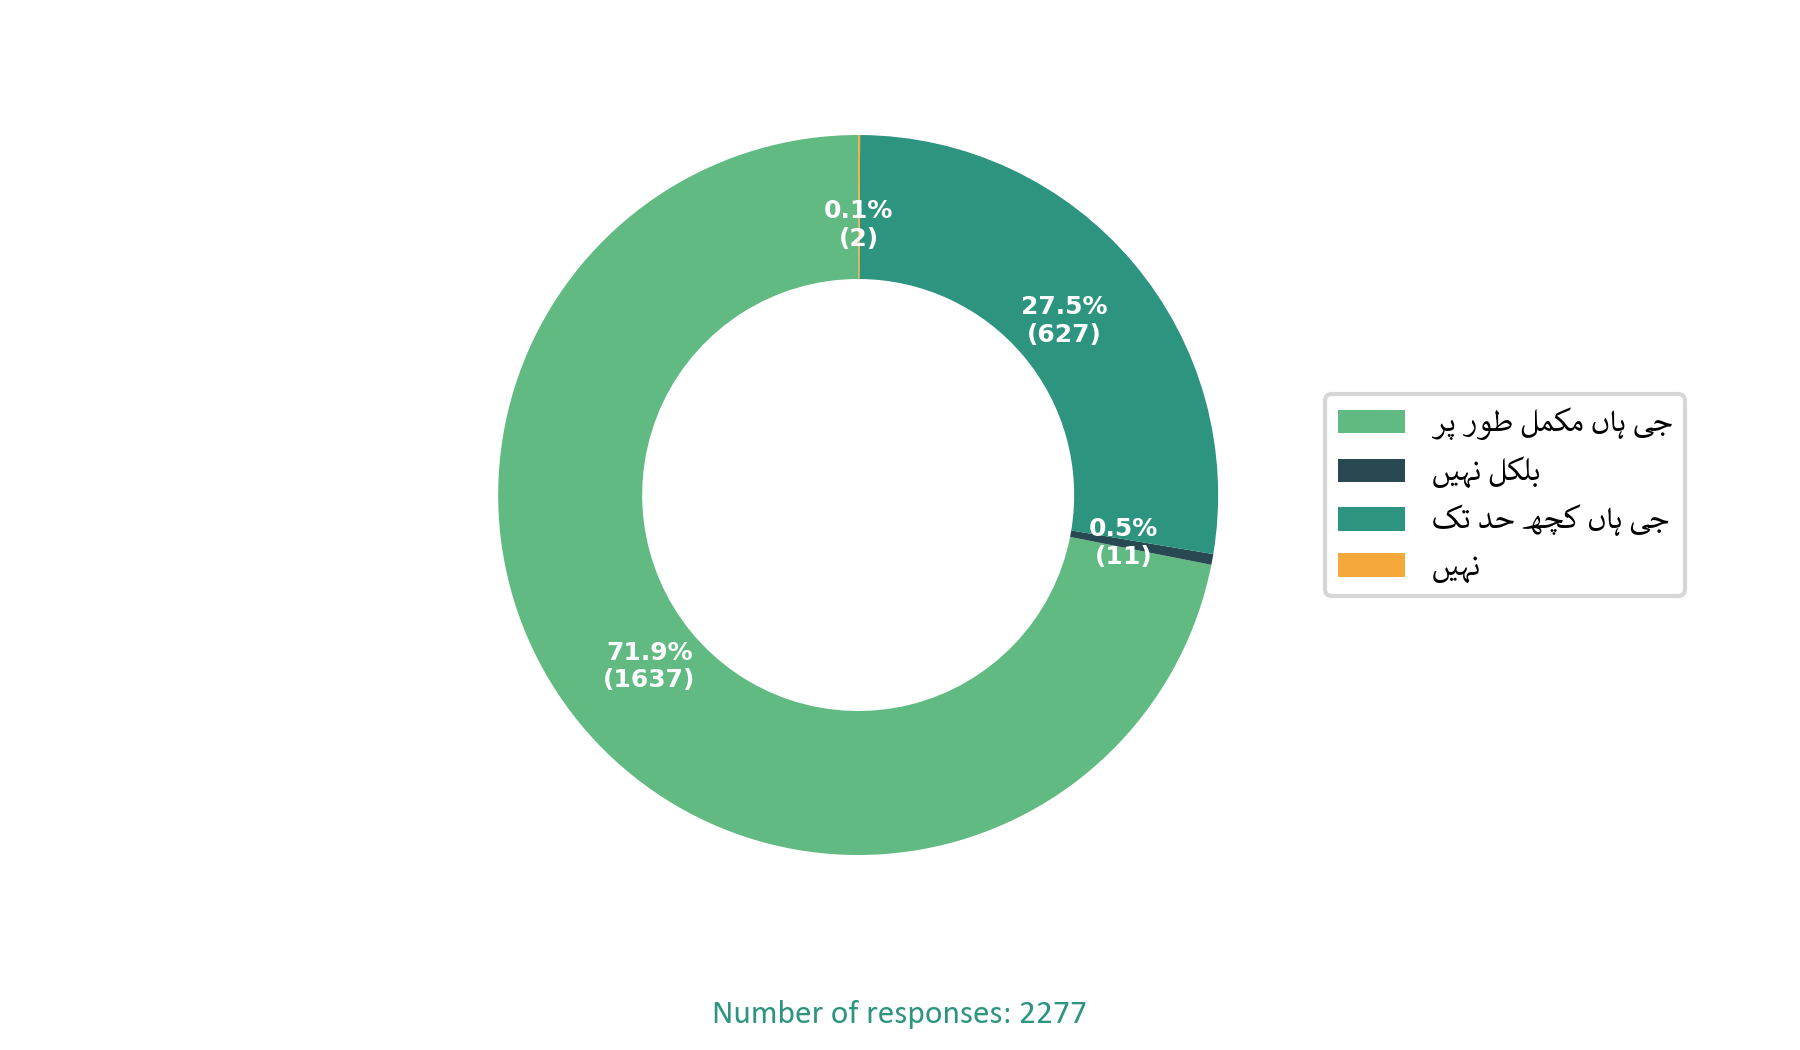 0.1%
(2)
27.5%
(627)
0.5%
(11)
71.9%
(1637)
جی ہاں مکمل طور پر
بلکل نہیں
جی ہاں کچھ حد تک
نہیں
Number of responses: 2277